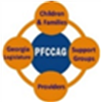 Children
& Families
Georgia
Legislature
PFCCAG
Support
Groups
Providers